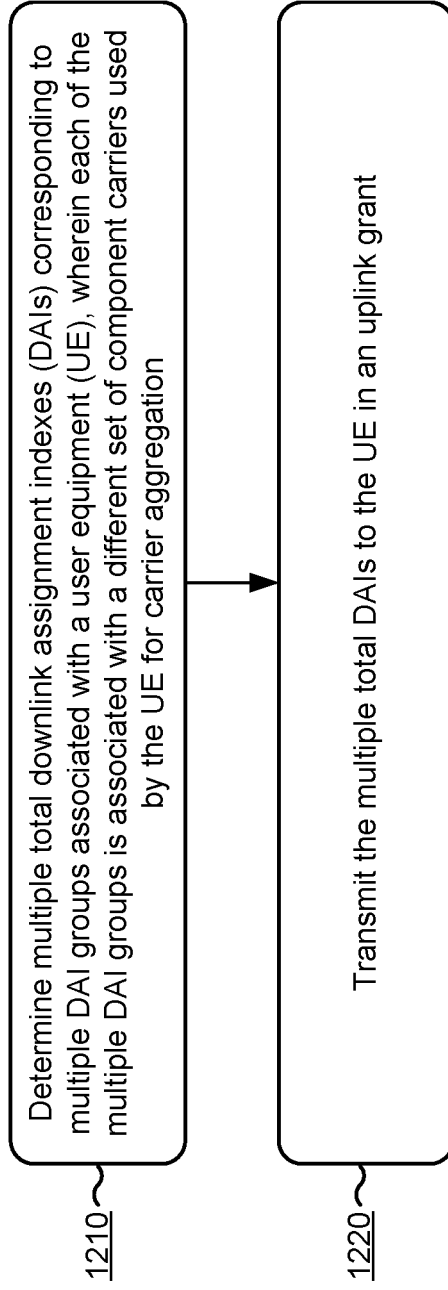 1210
Determine multiple total downlink assignment indexes (DAIs) corresponding to
multiple DAI groups associated with a user equipment (UE), wherein each of the
multiple DAI groups is associated with a different set of component carriers used
by the UE for carrier aggregation
1220
Transmit the multiple total DAIs to the UE in an uplink grant